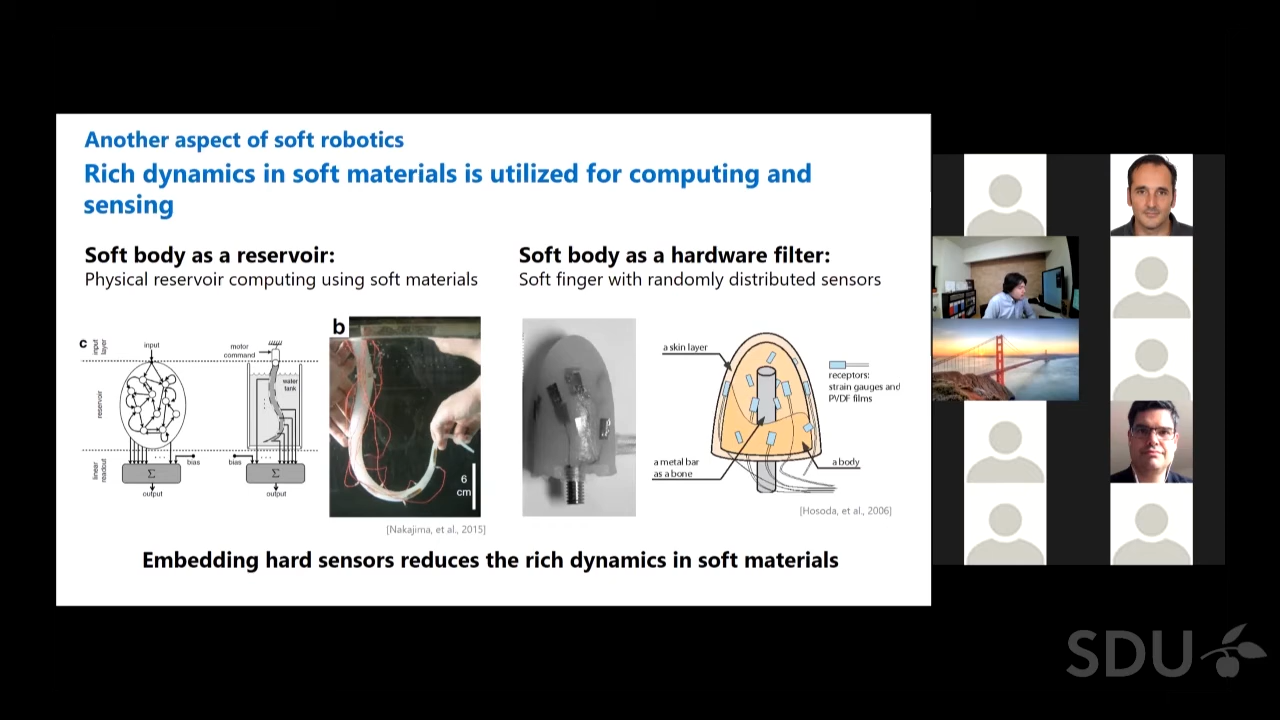 Another aspect of soft robotics
Rich dynamics in soft materials is utilized for computing and
sensing
Soft body as a reservoir:
Physical reservoir computing using soft materials
Soft body as a hardware filter:
Soft finger with randomly distributed sensors
c
input
layer
reservoir
linear
readout
input
bias
Σ
output
motor
command
water
tank
bias
Σ
output
b
6
cm
[Nakajima, et al., 2015]
a skin layer
receptors:
strain gauges and
PVDF films
a metal bar
as a bone
a body
[Hosoda, et al., 2006]
Embedding hard sensors reduces the rich dynamics in soft materials
SDU